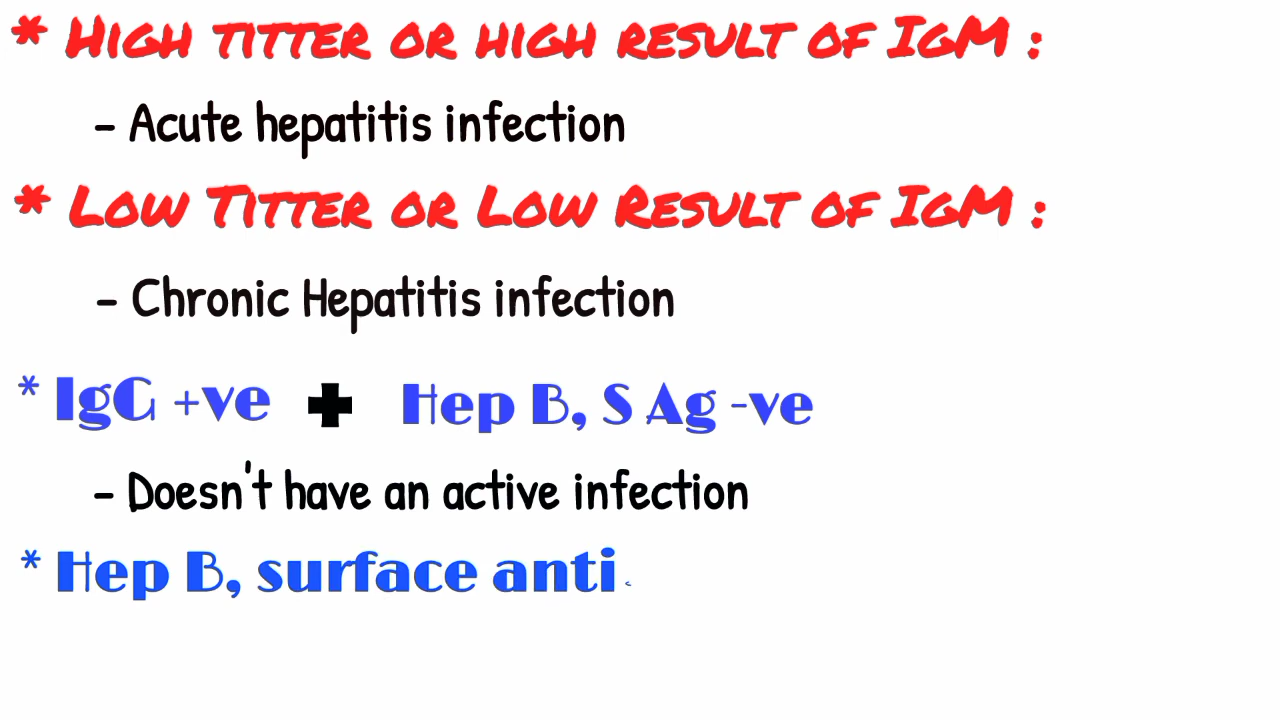 * High titter or high result of IgM :
- Acute hepatitis infection
* Low Titter or Low Result of IgM :
- Chronic Hepatitis infection
* IgG +ve + Hep B, S Ag -ve
- Doesn't have an active infection
* Hep B, surface anti